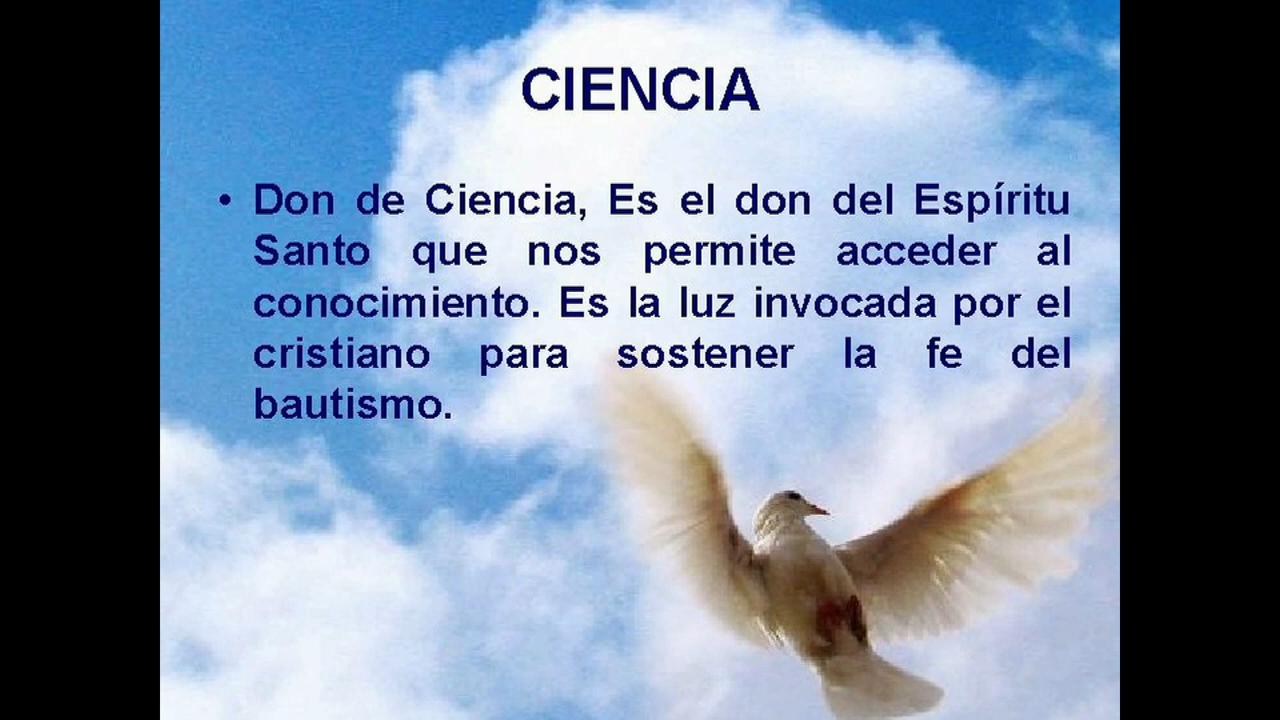 CIENCIA
• Don de Ciencia, Es el don del Espíritu
Santo que nos permite acceder al
conocimiento. Es la luz invocada por el
cristiano para sostener la fe del
bautismo.